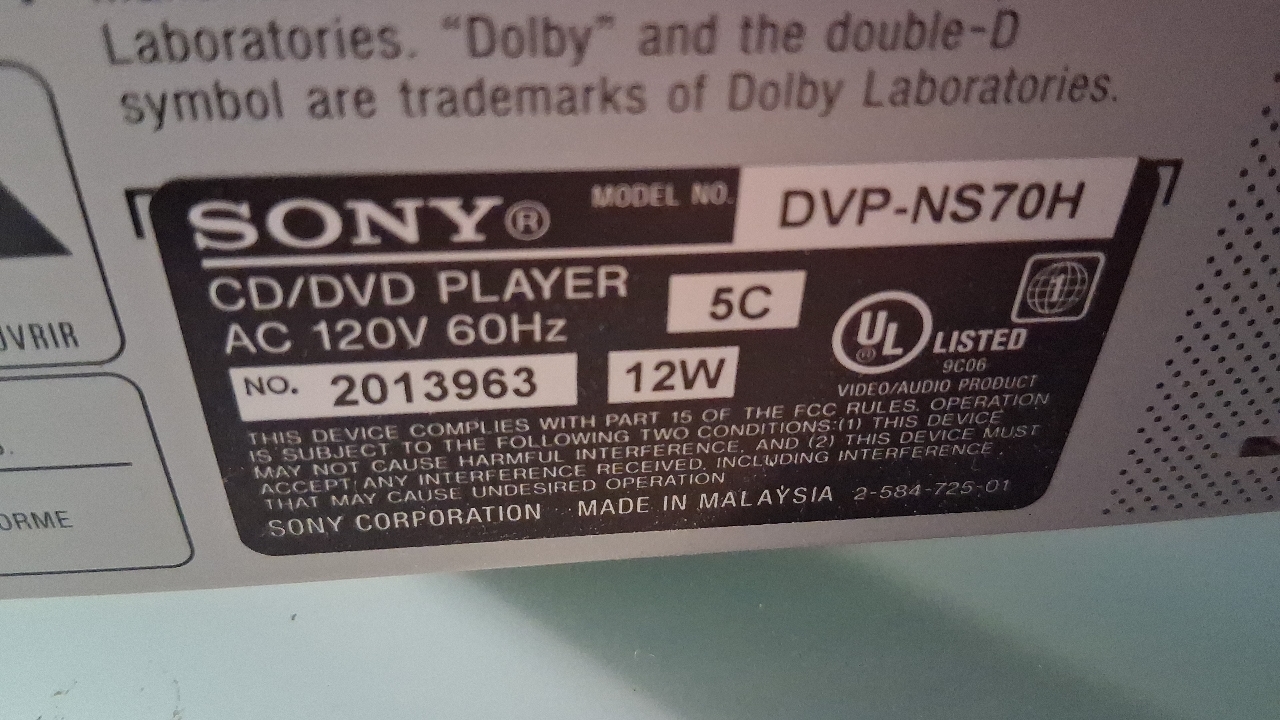 Laboratories. “Dolby” and the double-D
symbol are trademarks of Dolby Laboratories.
SONY® MODEL NO. DVP-NS70H
CD/DVD PLAYER 5C
AC 120V 60Hz
1
UL ® LISTED
9C06
VIDEO/AUDIO PRODUCT
NO. 2013963 12W
THIS DEVICE COMPLIES WITH PART 15 OF THE FCC RULES. OPERATION
IS SUBJECT TO THE FOLLOWING TWO CONDITIONS:(1) THIS DEVICE
MAY NOT CAUSE HARMFUL INTERFERENCE, AND (2) THIS DEVICE MUST
ACCEPT ANY INTERFERENCE RECEIVED, INCLUDING INTERFERENCE
THAT MAY CAUSE UNDESIRED OPERATION
SONY CORPORATION MADE IN MALAYSIA 2-584-725-01